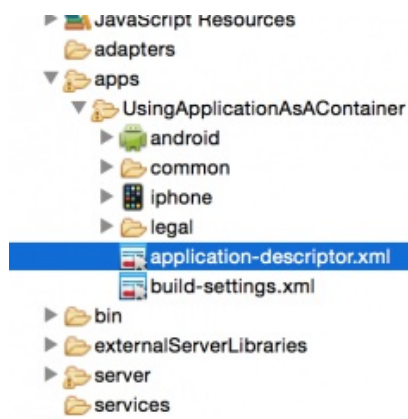 JavaScript Resources
adapters
apps
UsingApplicationAsAContainer
android
common
iphone
legal
application-descriptor.xml
build-settings.xml
bin
externalServerLibraries
server
services